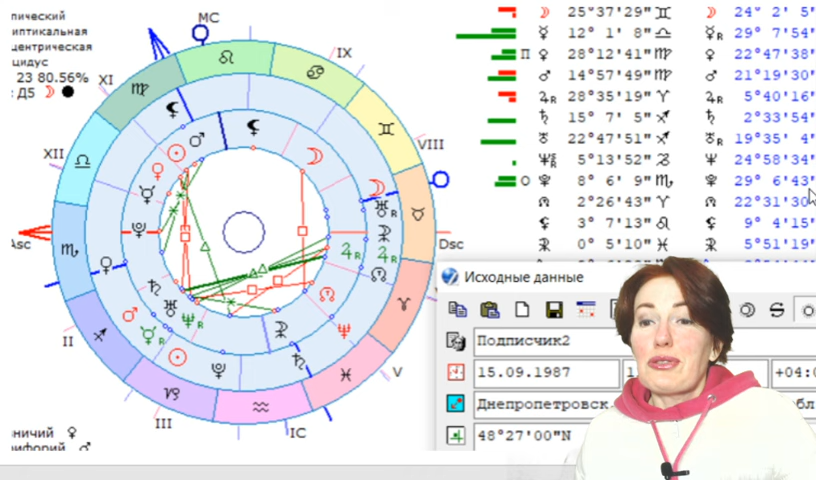 пический
иптикальная
центрическая
цидус
23 80.56%
Д5
MC
IX
VIII
Dsc
V
IC
III
II
Asc
XII
XI
ничий
нифорий
25°37'29" 24° 2' 5"
12° 1' 8" R 29° 7'54"
П 28°12'41" 22°47'38"
14°57'49" 21°19'30"
R 28°35'19" R 5°40'16"
15° 7' 5" 2°33'54"
22°47'51" R 19°35' 4"
5°13'52" 24°58'34"
8° 6' 9" 29° 6'43"
2°26'43" 22°31'30"
3° 7'13" 9° 4'15"
0° 5'10" 5°51'19"
Исходные данные
Подписчик2
15.09.1987 1 +04:0
Днепропетровск. бл
48°27'00"N